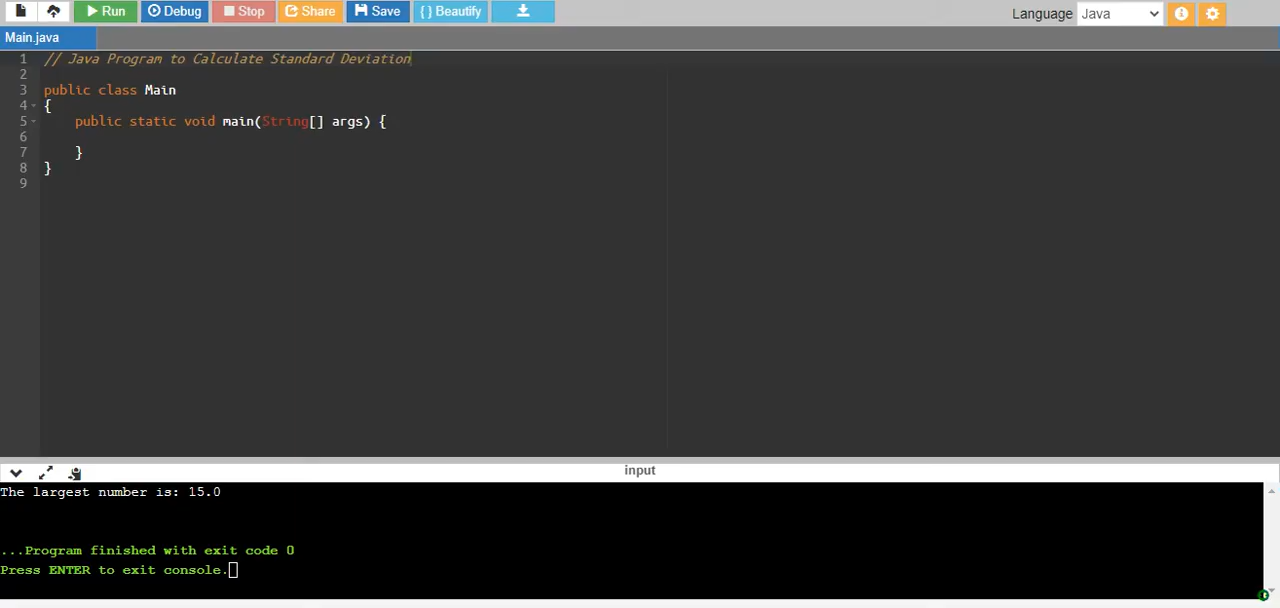 Run Debug Stop Share Save { } Beautify Language Java
Main.java
1 // Java Program to Calculate Standard Deviation
2
3 public class Main
4 {
5 public static void main(String[] args) {
6
7 }
8 }
9
input
The largest number is: 15.0
...Program finished with exit code 0
Press ENTER to exit console.